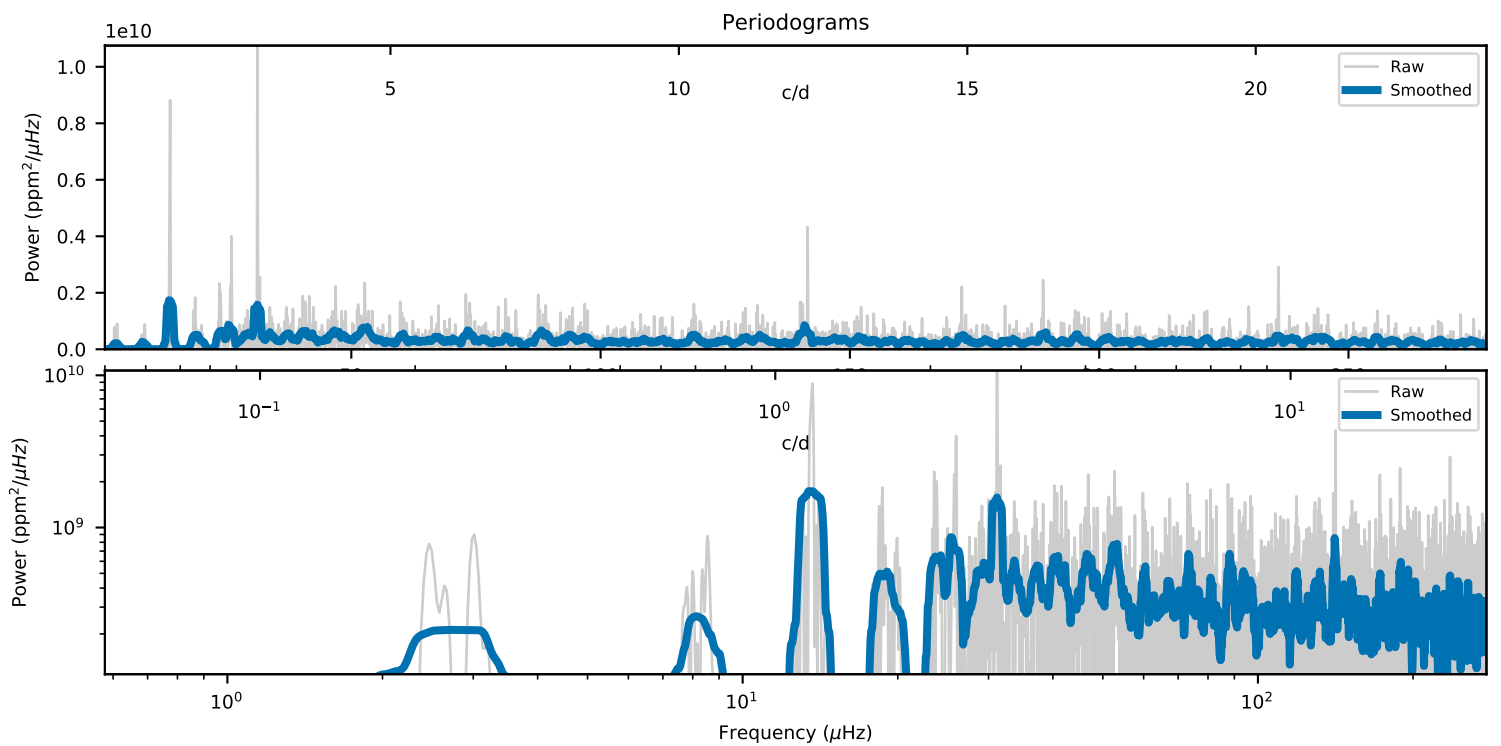 Periodograms
1e10
Power (ppm²/μHz)
1.0
0.8
0.6
0.4
0.2
0.0
5
10
15
20
c/d
Raw
Smoothed
Power (ppm²/μHz)
10¹⁰
10⁹
10⁻¹
10⁰
10¹
c/d
Raw
Smoothed
10⁰
10¹
10²
Frequency (μHz)